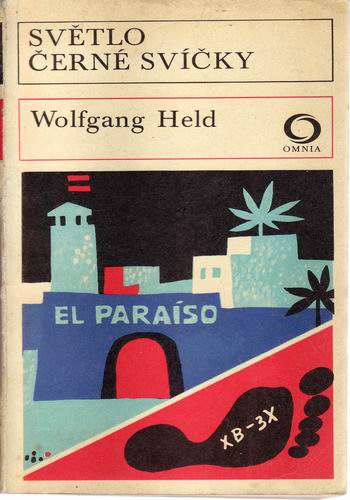 SVĚTLO
ČERNÉ SVÍČKY
Wolfgang Held
OMNIA
EL PARAÍSO
XB-3X